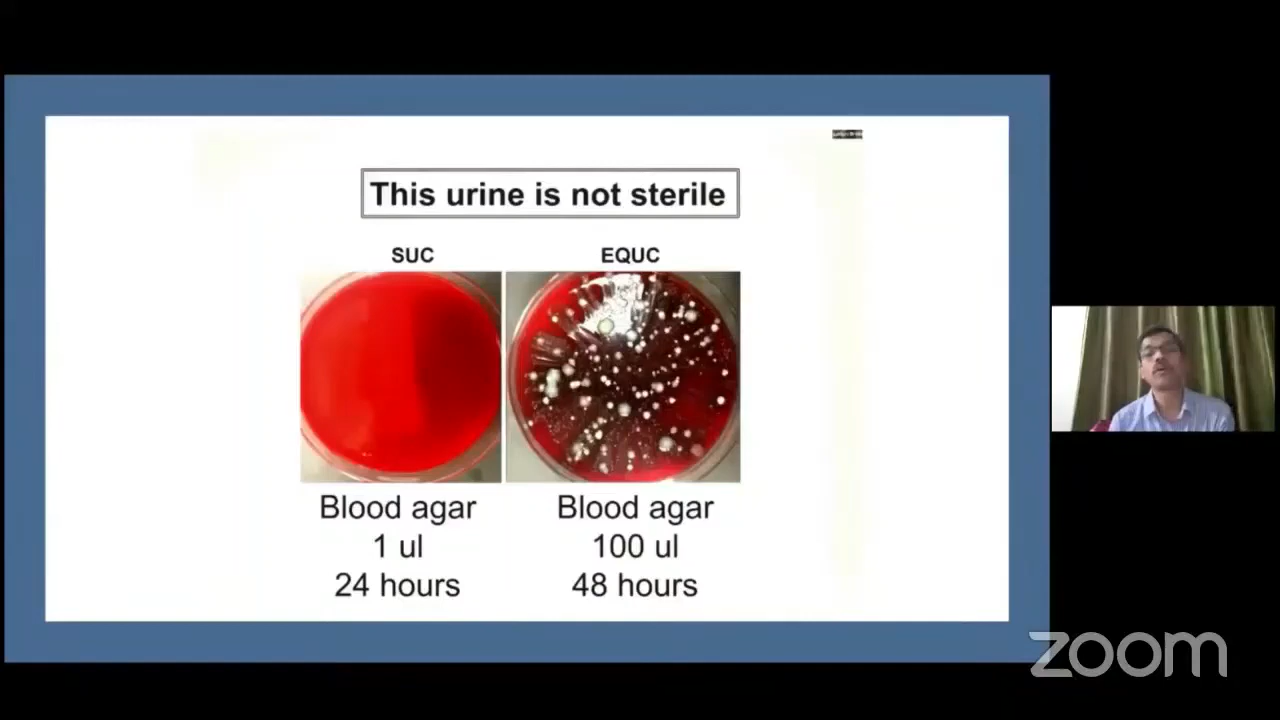 This urine is not sterile
SUC
EQUC
Blood agar
1 ul
24 hours
Blood agar
100 ul
48 hours
zoom